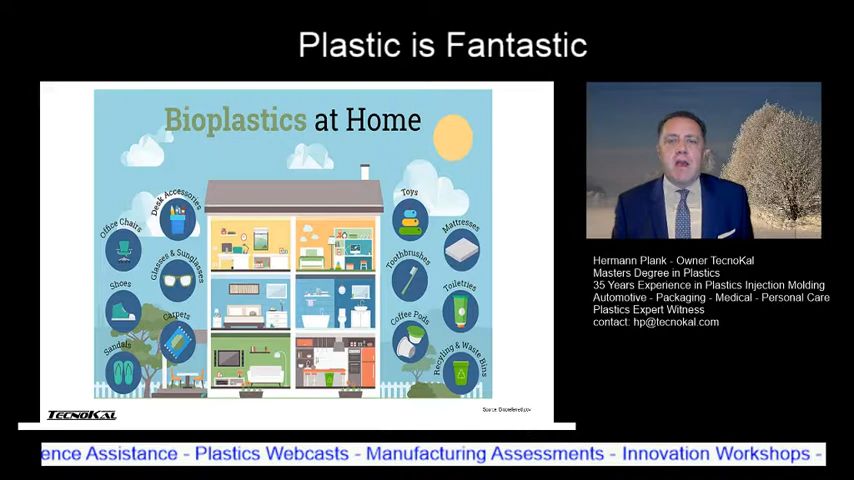 Plastic is Fantastic
Bioplastics at Home
Desk Accessories
Office Chairs
Glasses & Sunglasses
Shoes
Carpets
Sandals
Toys
Mattresses
Toothbrushes
Toiletries
Coffee Pods
Recyling & Waste Bins
TECNOKAL
Hermann Plank - Owner TecnoKal
Masters Degree in Plastics
35 Years Experience in Plastics Injection Molding
Automotive - Packaging - Medical - Personal Care
Plastics Expert Witness
contact: hp@tecnokal.com
ence Assistance - Plastics Webcasts - Manufacturing Assessments - Innovation Workshops -